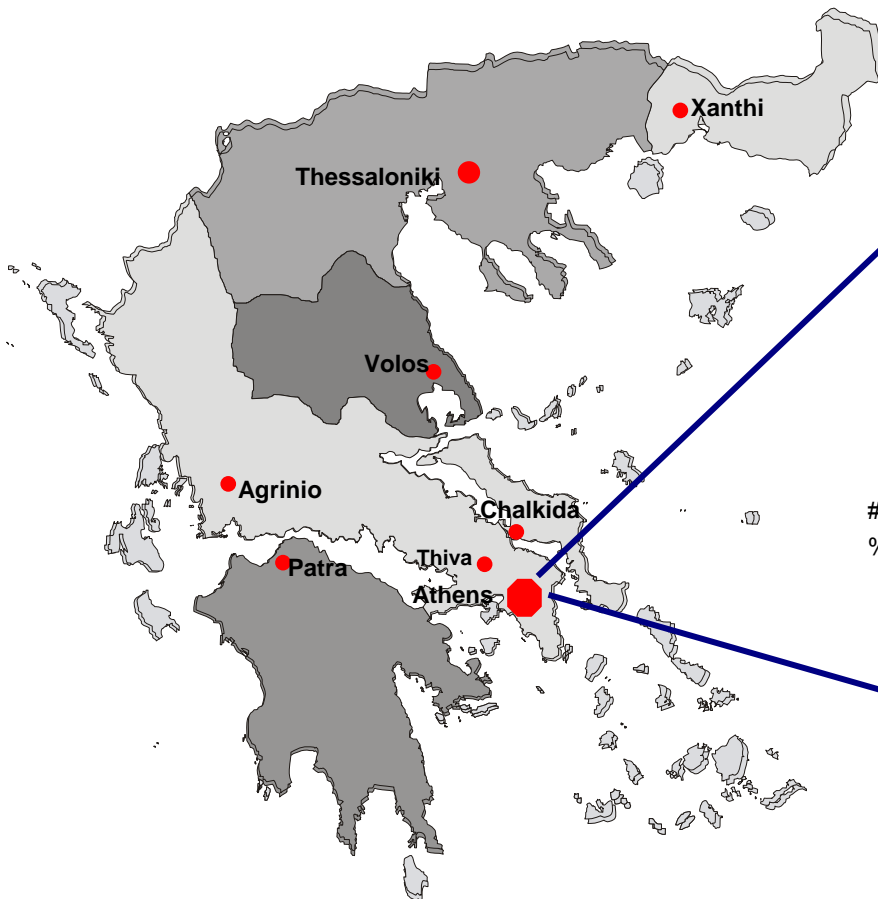 Xanthi
Thessaloniki
Volos
Agrinio
Chalkida
#
Thiva
%
Patra
Athens